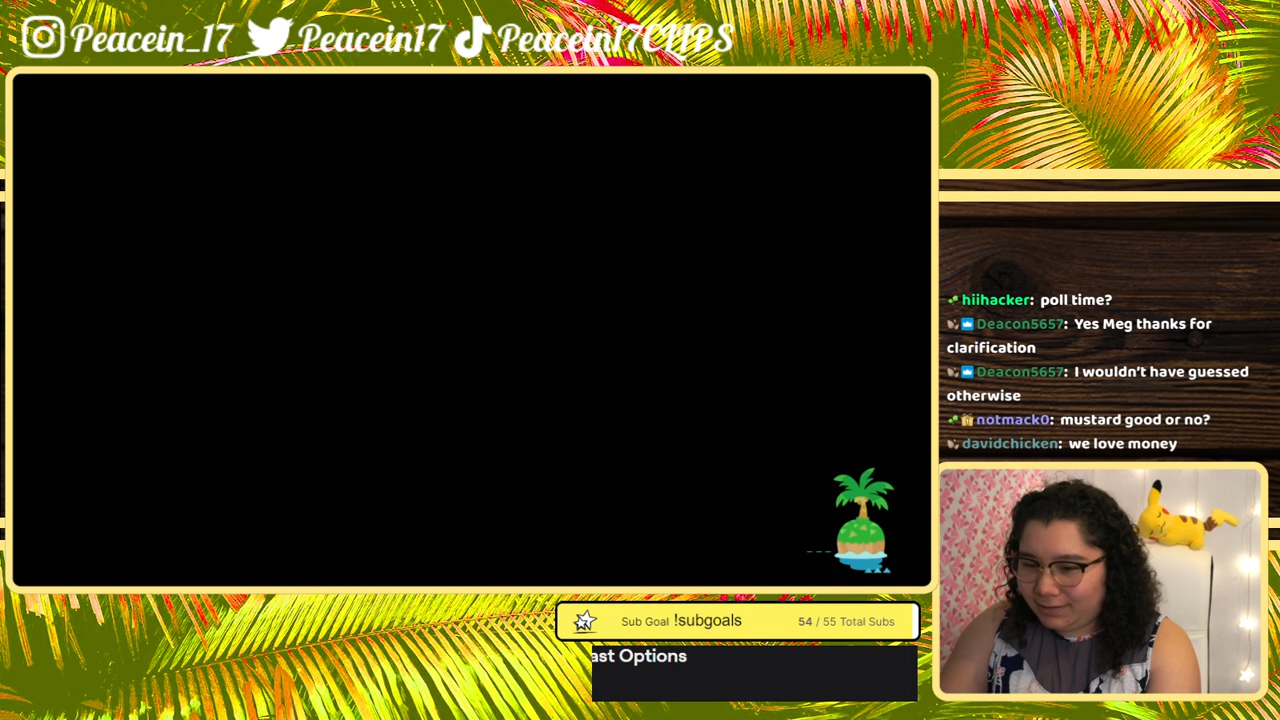 Peacein_17 Peacein17 Peacein17CLIPS
hiihacker: poll time?
Deacon5657: Yes Meg thanks for
clarification
Deacon5657: I wouldn't have guessed
otherwise
notmack0: mustard good or no?
davidchicken: we love money
Sub Goal !subgoals 54 / 55 Total Subs
ast Options